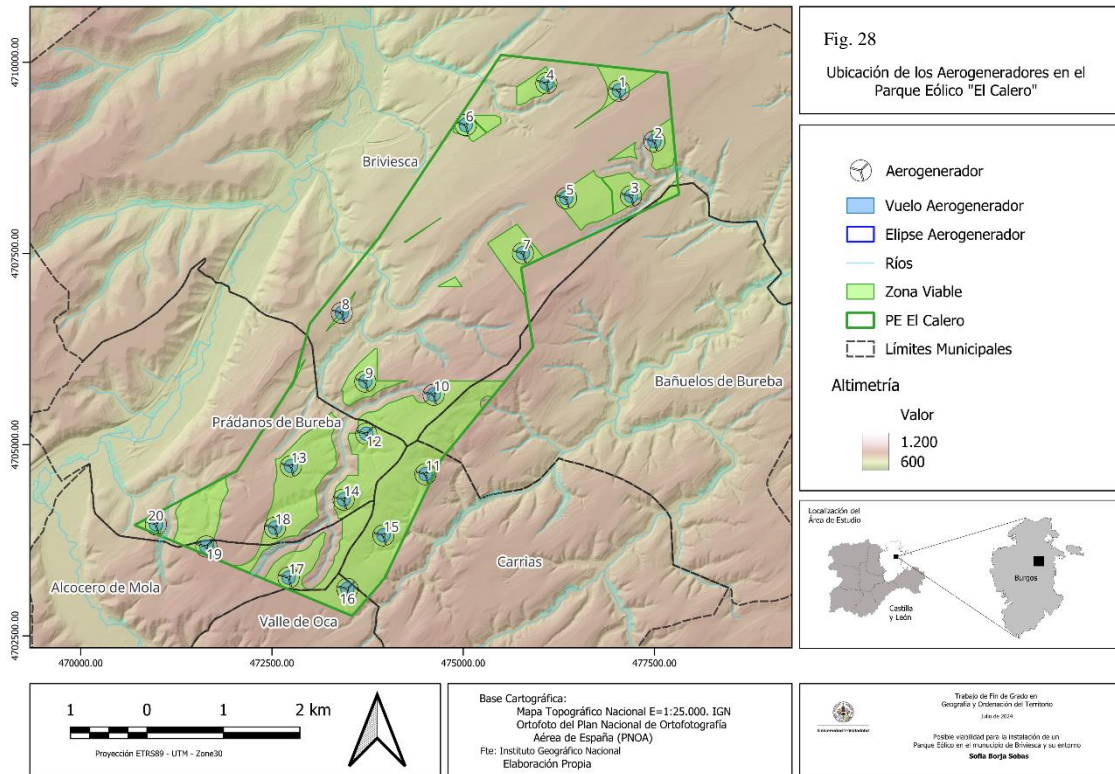 Fig. 28
Ubicación de los Aerogeneradores en el
Parque Eólico "El Calero"
Aerogenerador
Vuelo Aerogenerador
Elipse Aerogenerador
Ríos
Zona Viable
PE El Calero
Límites Municipales
Altimetría
Valor
1.200
600
Localización del
Área de Estudio
Burgos
Castilla
y
León
4710000.00
4707500.00
4705000.00
4702500.00
470000.00
472500.00
475000.00
477500.00
4
1
6
2
Briviesca
5
3
7
8
9
10
Bañuelos de Bureba
Prádanos de Bureba
12
13
11
14
20
18
15
19
Carrias
17
Alcocero de Mola
16
Valle de Oca
1
0
1
2 km
Proyección ETRS89 - UTM - Zone30
Base Cartográfica:
Mapa Topográfico Nacional E=1:25.000. IGN
Ortofoto del Plan Nacional de Ortofotografía
Aérea de España (PNOA)
Fte: Instituto Geográfico Nacional
Elaboración Propia
Universidad de Valladolid
Trabajo de Fin de Grado en
Geografía y Ordenación del Territorio
Julio de 2024
Posible viabilidad para la instalación de un
Parque Eólico en el municipio de Briviesca y su entorno
Sofía Borja Sobas